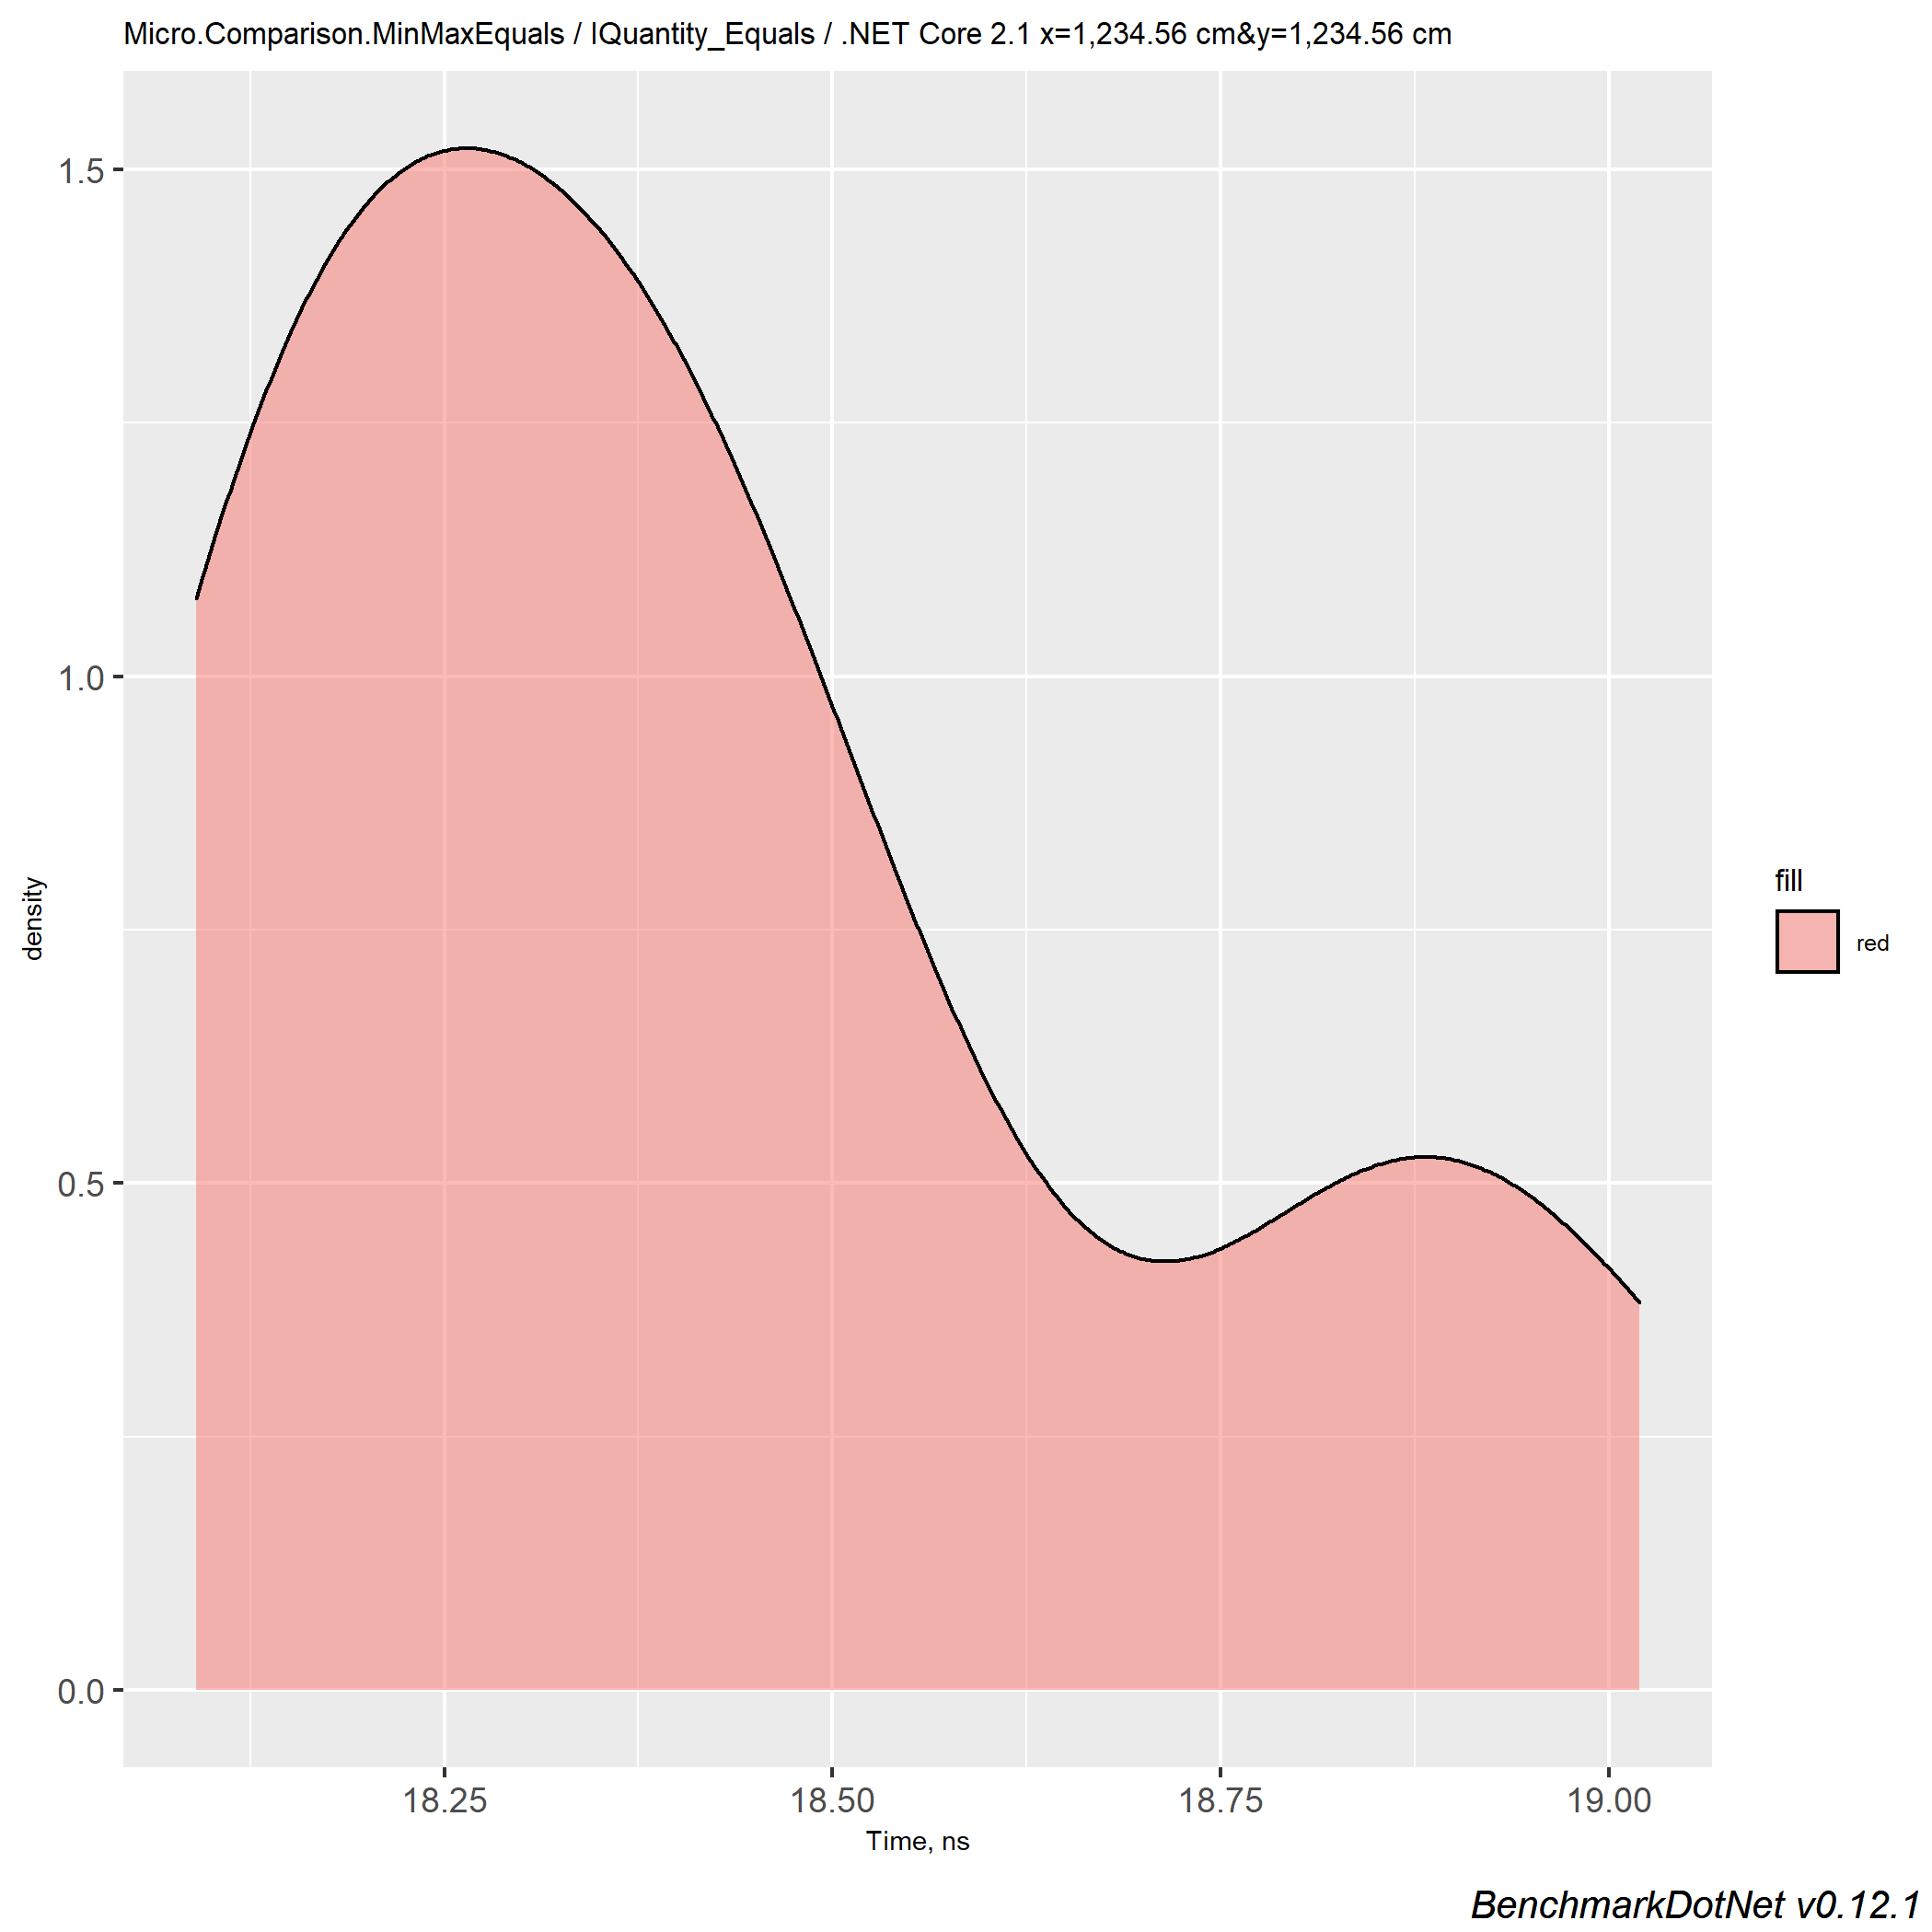 Micro.Comparison.MinMaxEquals / IQuantity_Equals / .NET Core 2.1 x=1,234.56 cm&y=1,234.56 cm
1.5
1.0
0.5
0.0
density
18.25 18.50 18.75 19.00
Time, ns
fill
red
BenchmarkDotNet v0.12.1